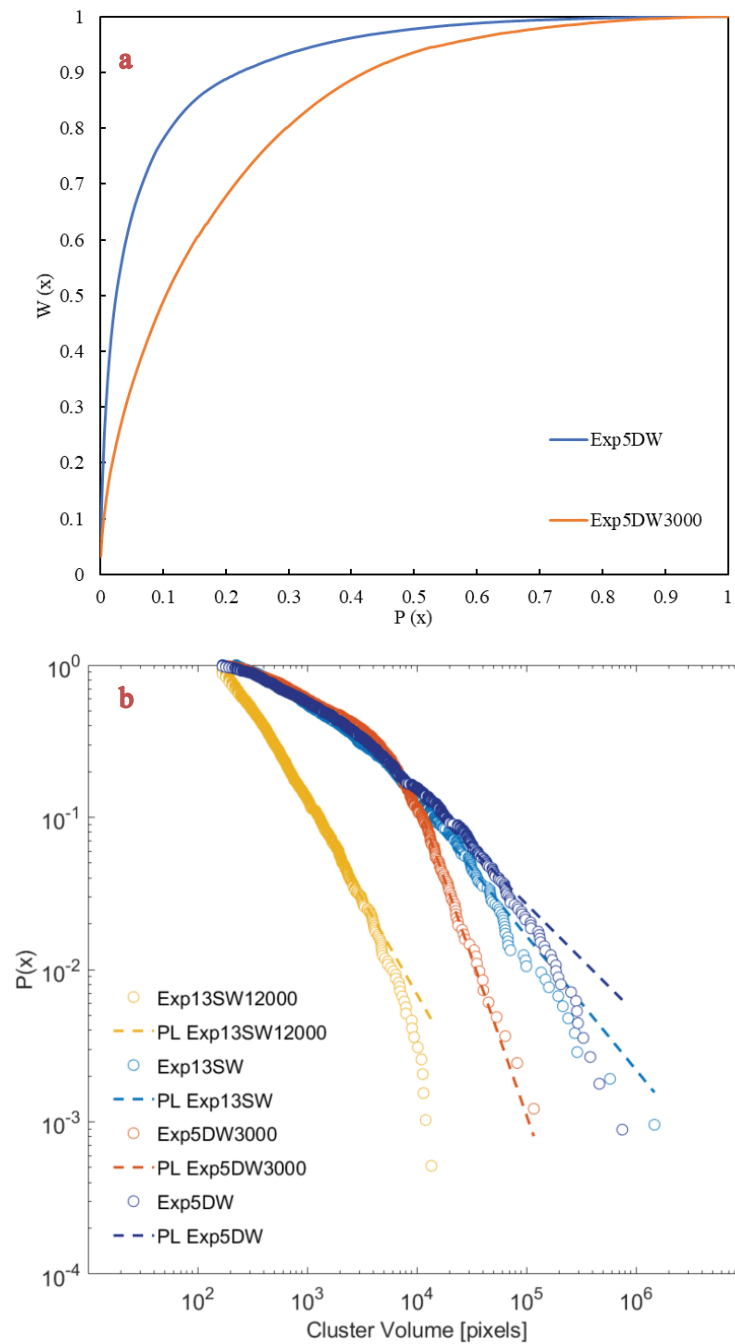 a
1
0.9
0.8
0.7
0.6
0.5
0.4
0.3
0.2
0.1
0
W (x)
Exp5DW
Exp5DW3000
0 0.1 0.2 0.3 0.4 0.5 0.6 0.7 0.8 0.9 1
P (x)
b
10^0
10^-1
10^-2
10^-3
10^-4
P(x)
Exp13SW12000
PL Exp13SW12000
Exp13SW
PL Exp13SW
Exp5DW3000
PL Exp5DW3000
Exp5DW
PL Exp5DW
10^2 10^3 10^4 10^5 10^6
Cluster Volume [pixels]